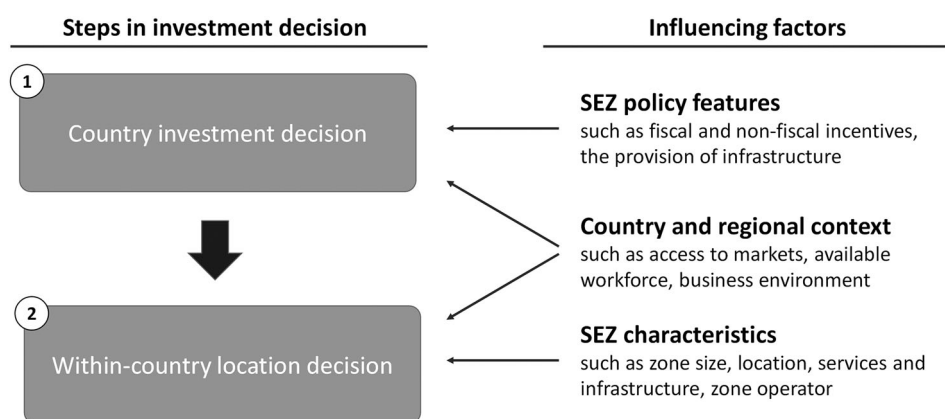 Steps in investment decision
Influencing factors
1
Country investment decision
SEZ policy features
such as fiscal and non-fiscal incentives,
the provision of infrastructure
Country and regional context
such as access to markets, available
workforce, business environment
2
Within-country location decision
SEZ characteristics
such as zone size, location, services and
infrastructure, zone operator